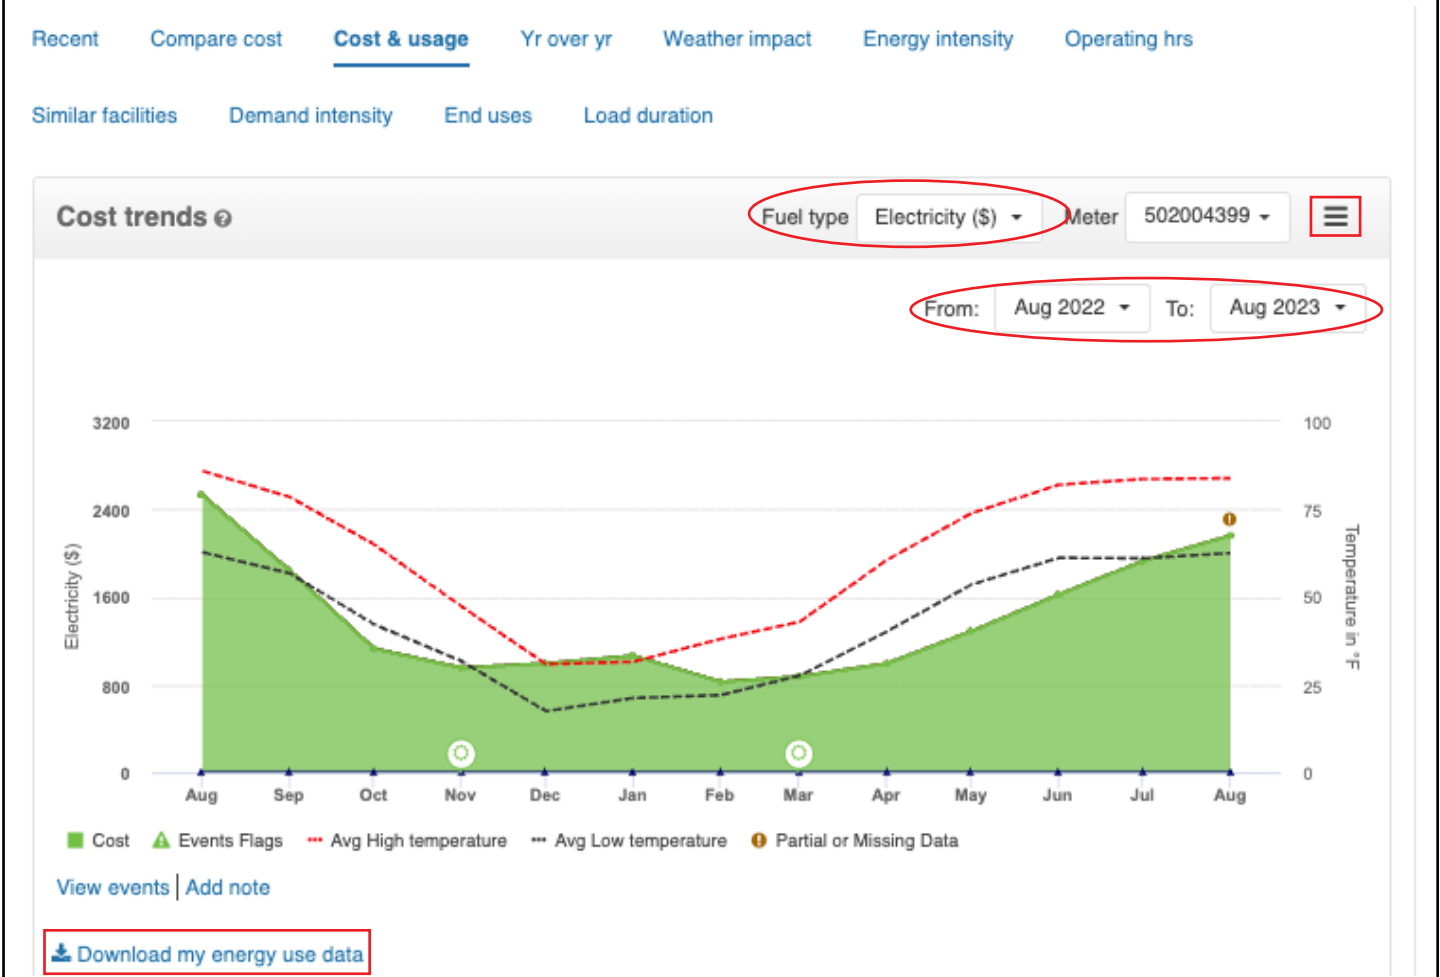 Recent Compare cost Cost & usage Yr over yr Weather impact Energy intensity Operating hrs
Similar facilities Demand intensity End uses Load duration
Cost trends
Fuel type Electricity ($) Meter 502004399
From: Aug 2022 To: Aug 2023
3200 100
2400 75
1600 50
800 25
0 0
Electricity ($)
Temperature in °F
Aug Sep Oct Nov Dec Jan Feb Mar Apr May Jun Jul Aug
Cost Events Flags Avg High temperature Avg Low temperature Partial or Missing Data
View events | Add note
Download my energy use data